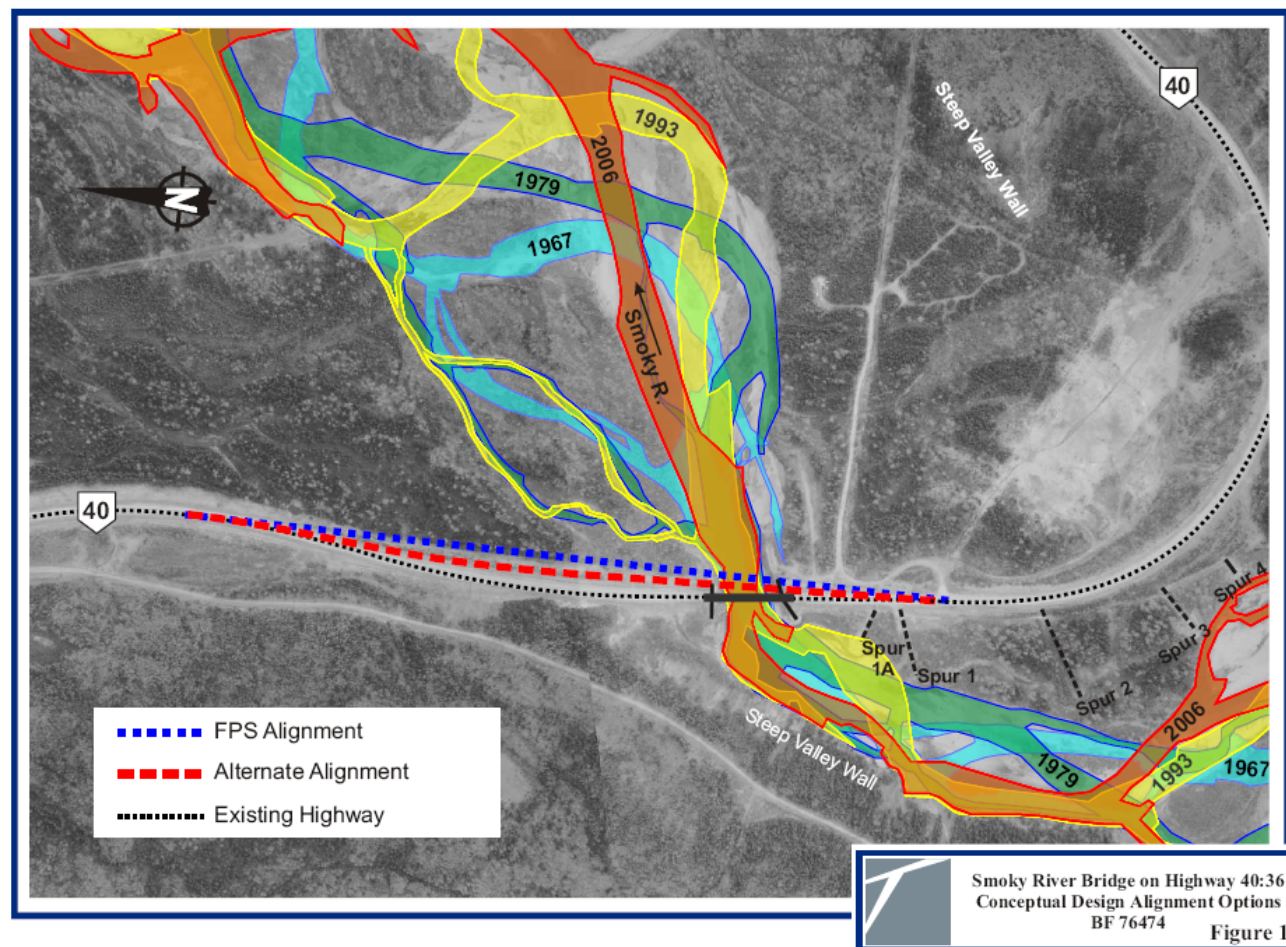 40
Steep Valley Wall
1993
2006
1979
N
1967
Smoky R.
40
Spur 4
Spur 3
Spur
1A
Spur 1
Spur 2
2006
Steep Valley Wall
1979
1993
1967
FPS Alignment
Alternate Alignment
Existing Highway
Smoky River Bridge on Highway 40:36
Conceptual Design Alignment Options
BF 76474
Figure 1